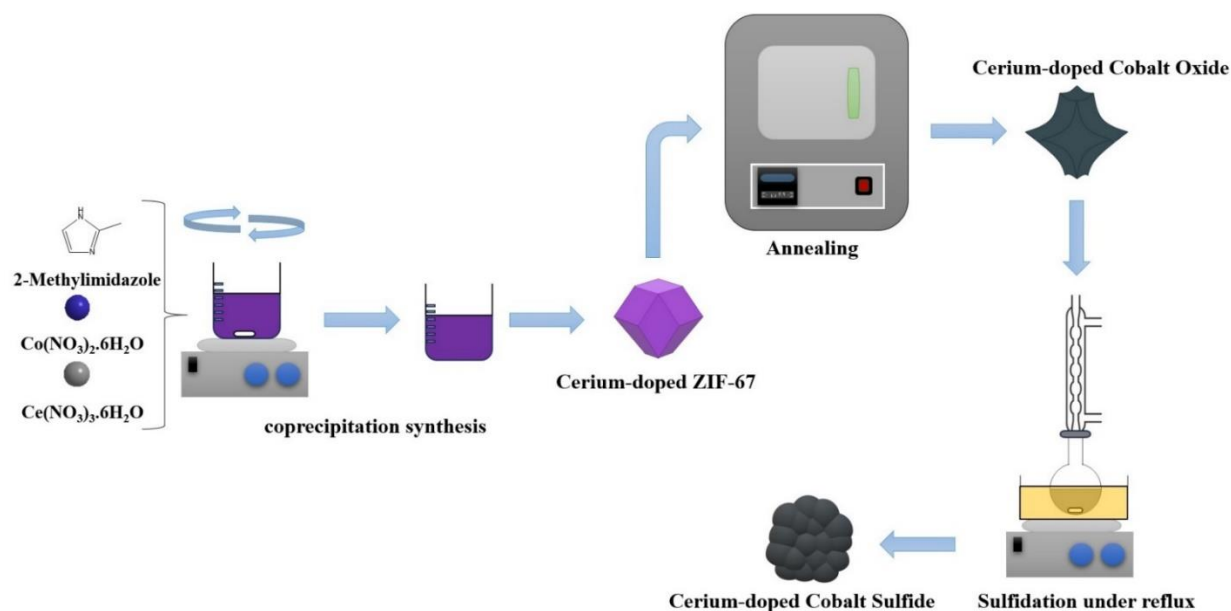 Cerium-doped Cobalt Oxide
H
N
N
2-Methylimidazole
Co(NO₃)₂.6H₂O
Ce(NO₃)₃.6H₂O
coprecipitation synthesis
Cerium-doped ZIF-67
Annealing
Cerium-doped Cobalt Sulfide
Sulfidation under reflux